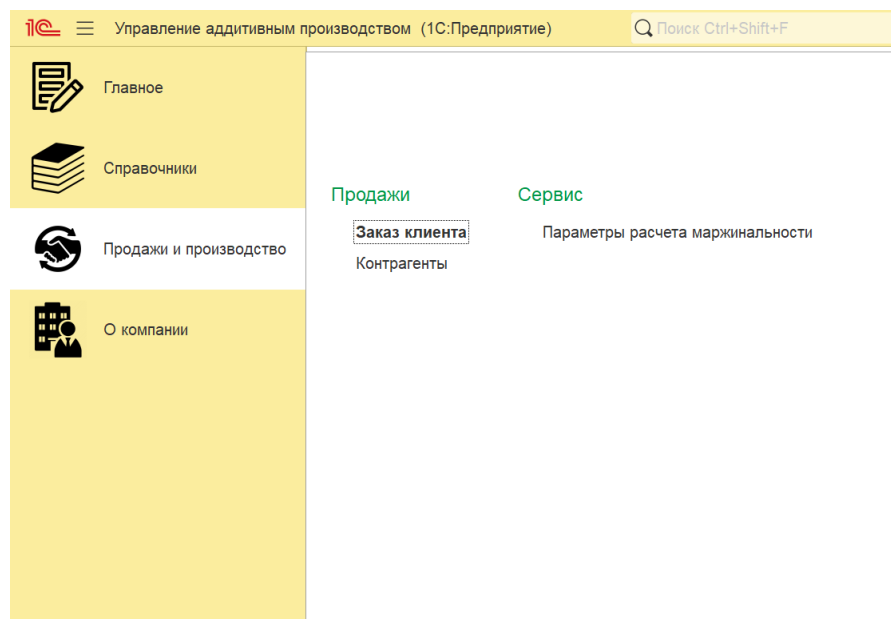 1С Управление аддитивным производством (1С:Предприятие) Поиск Ctrl+Shift+F
Главное
Справочники
Продажи и производство
О компании
Продажи
Заказ клиента
Контрагенты
Сервис
Параметры расчета маржинальности